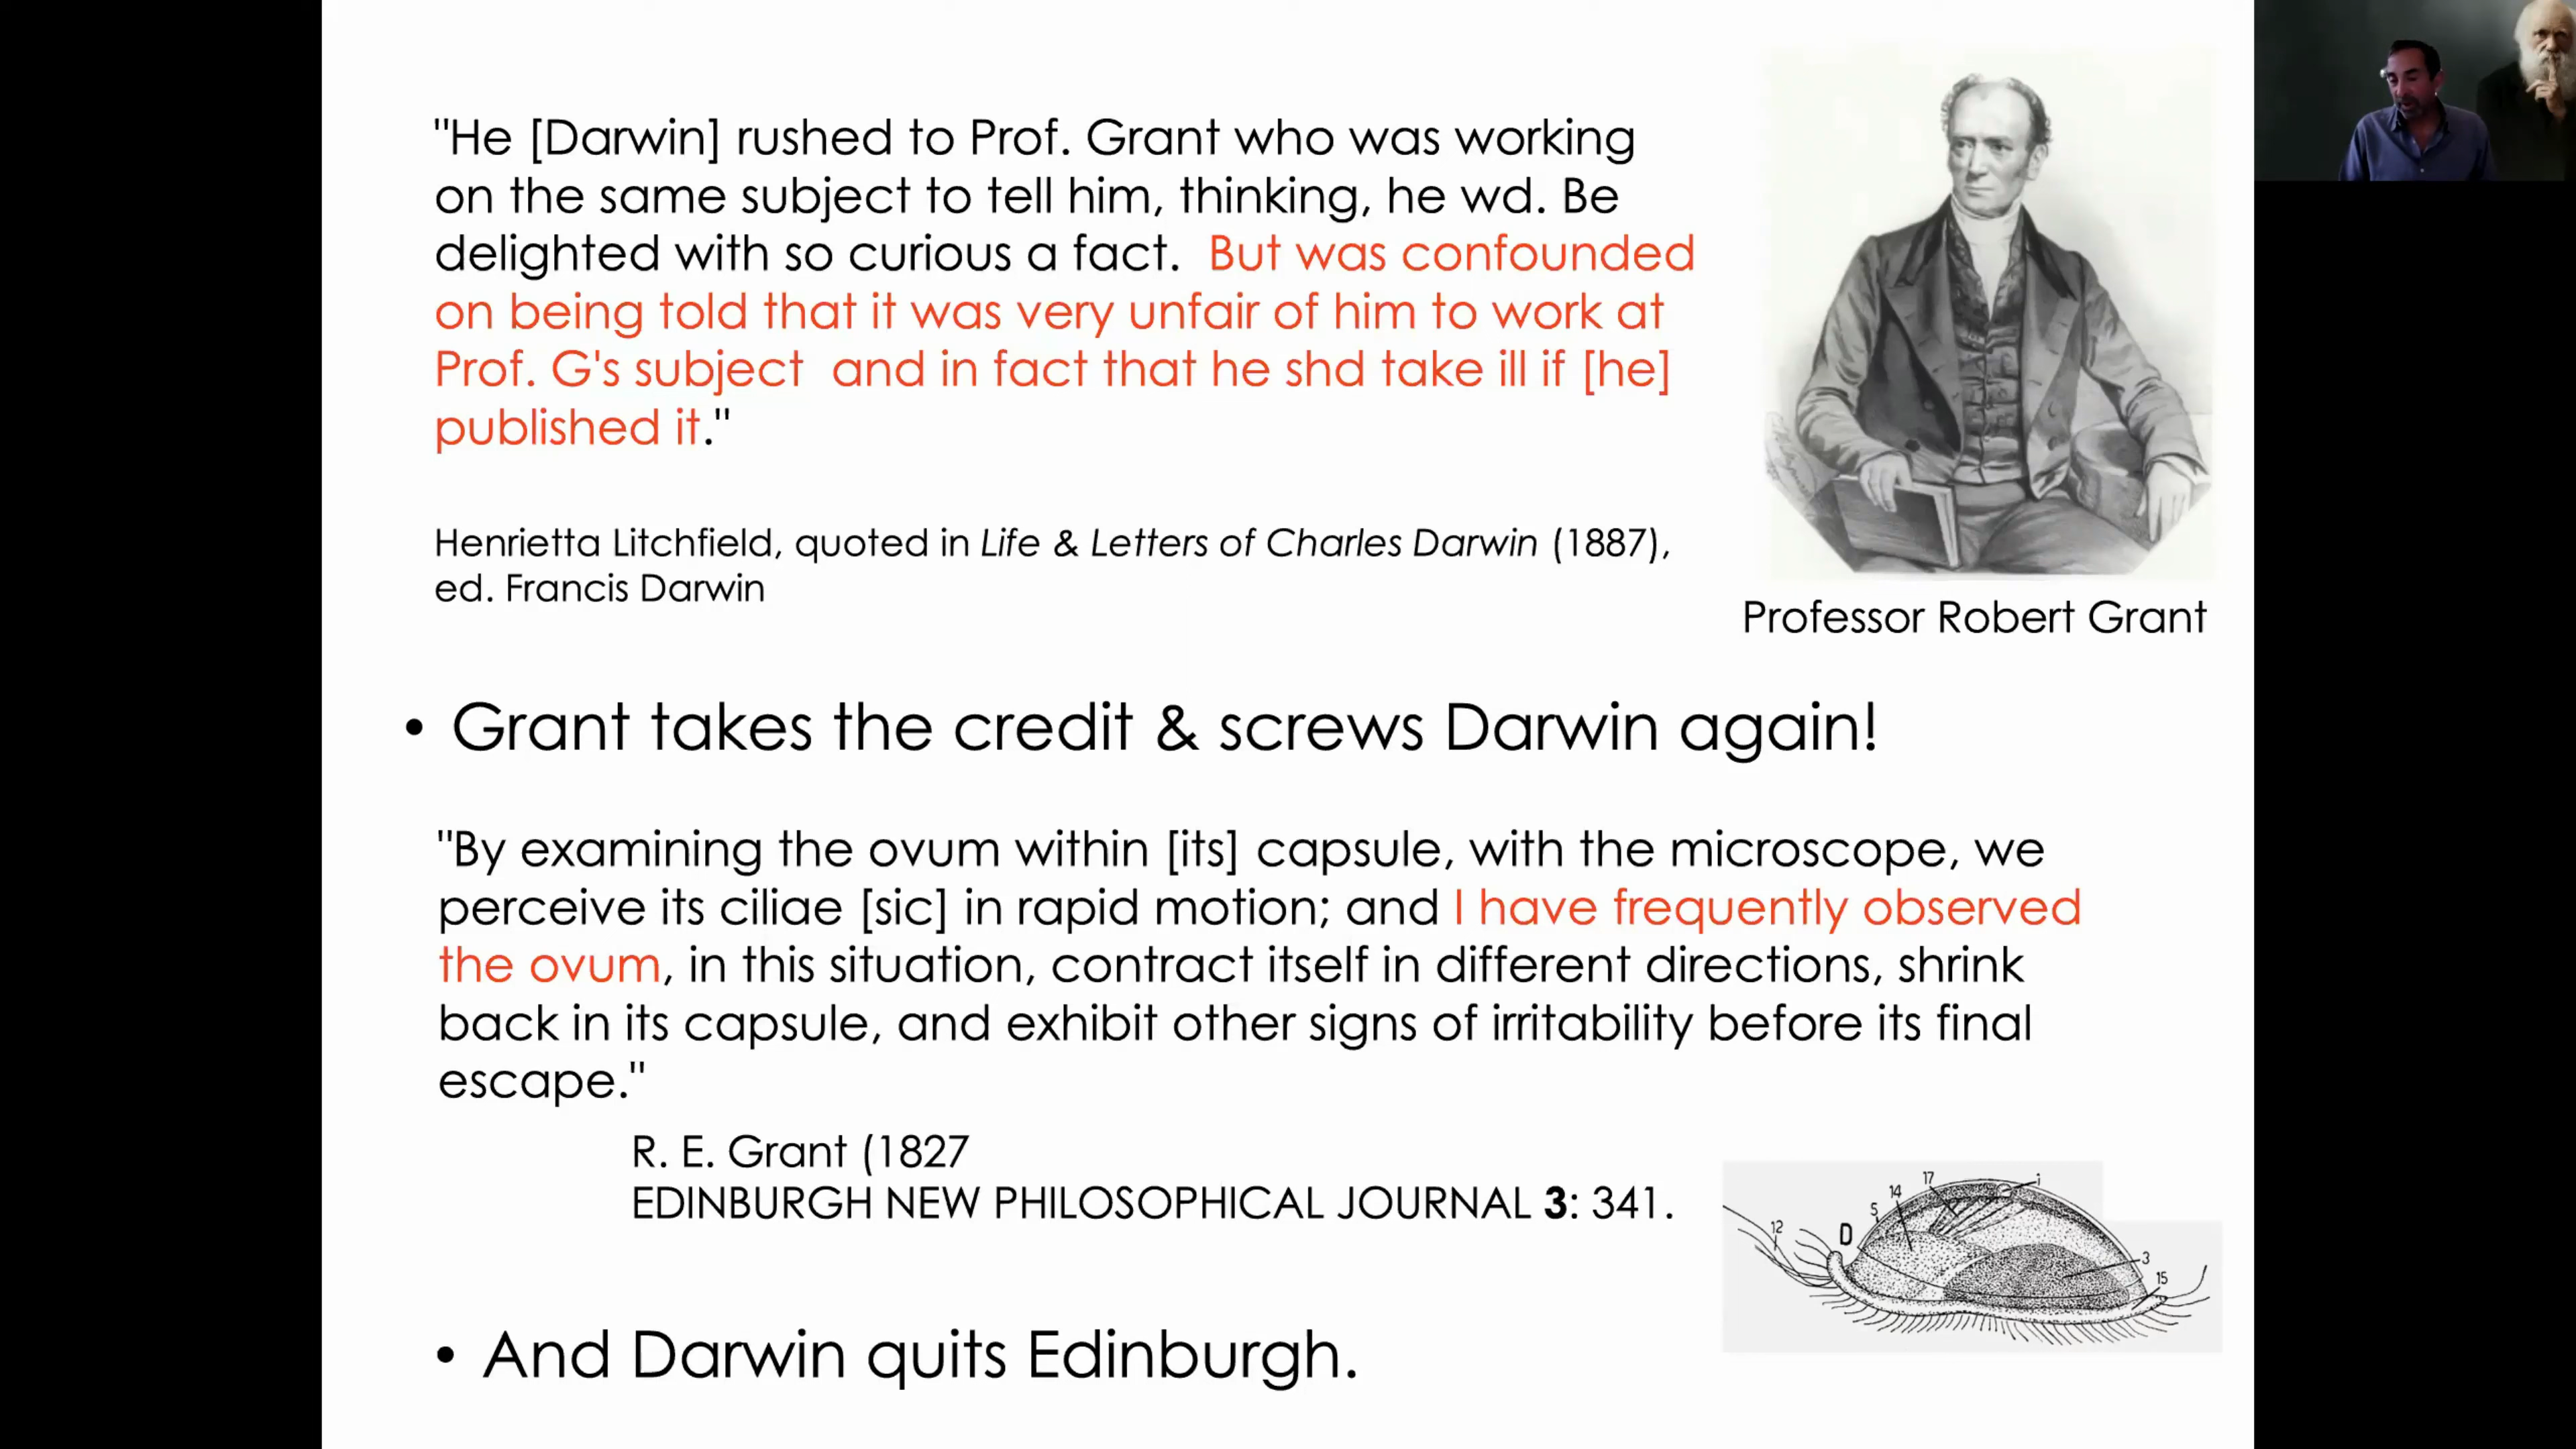 "He [Darwin] rushed to Prof. Grant who was working
on the same subject to tell him, thinking, he wd. Be
delighted with so curious a fact.  But was confounded
on being told that it was very unfair of him to work at
Prof. G's subject  and in fact that he shd take ill if [he]
published it."
Henrietta Litchfield, quoted in Life & Letters of Charles Darwin (1887),
ed. Francis Darwin
Professor Robert Grant
• Grant takes the credit & screws Darwin again!
"By examining the ovum within [its] capsule, with the microscope, we
perceive its ciliae [sic] in rapid motion; and I have frequently observed
the ovum, in this situation, contract itself in different directions, shrink
back in its capsule, and exhibit other signs of irritability before its final
escape."
R. E. Grant (1827
EDINBURGH NEW PHILOSOPHICAL JOURNAL 3: 341.
17
i
14
5
12
D
3
15
• And Darwin quits Edinburgh.